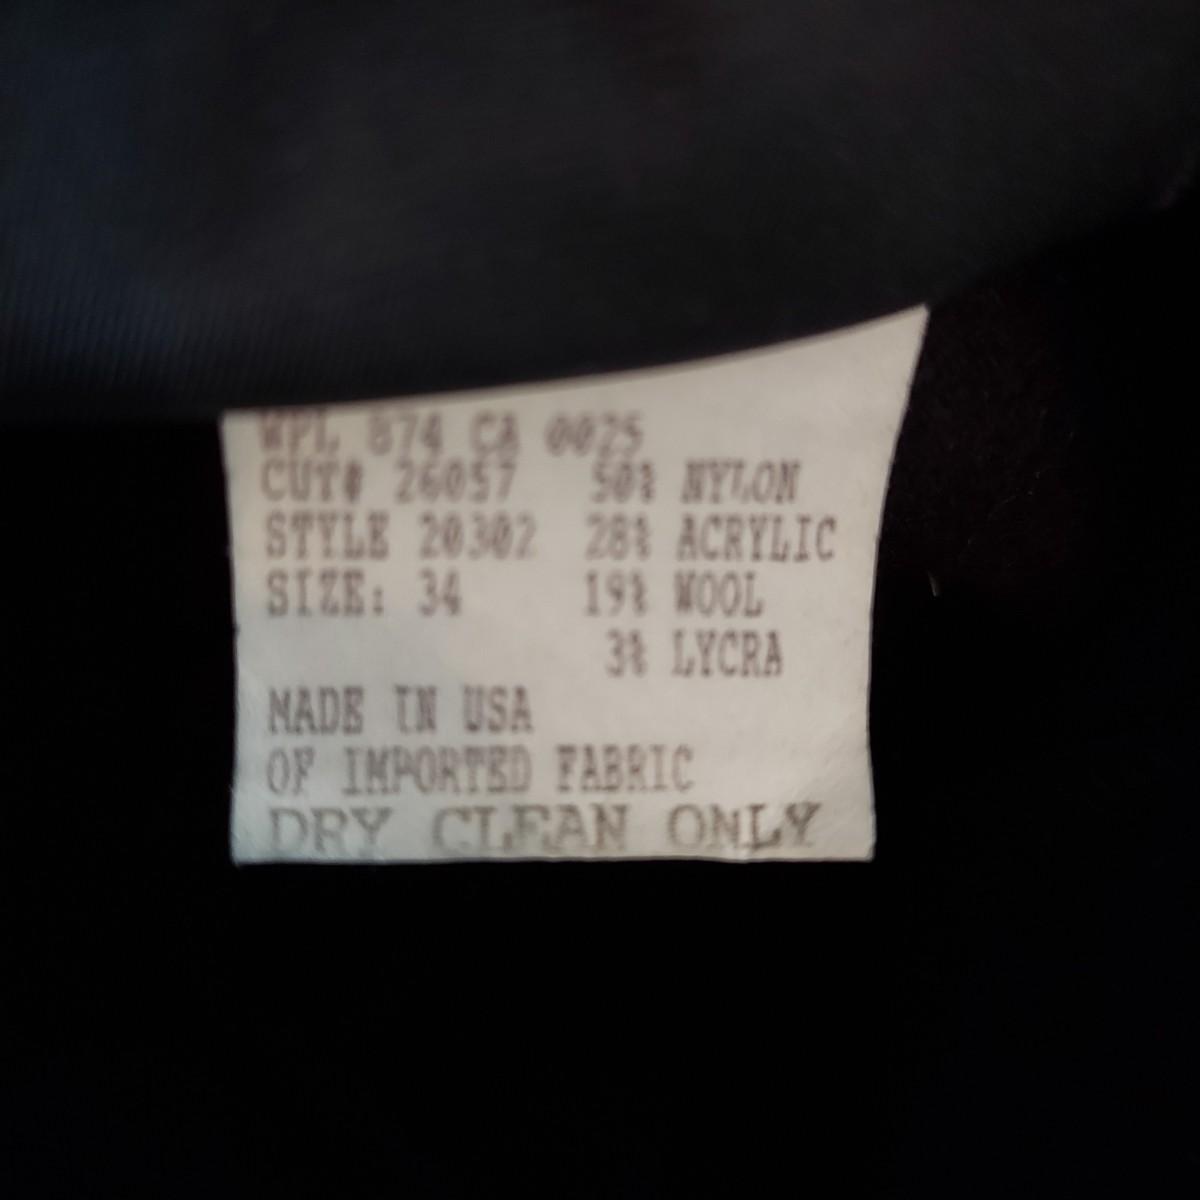 WPL 874 CA 0025
CUT# 26057 50% NYLON
STYLE 20302 28% ACRYLIC
SIZE: 34 19% WOOL
3% LYCRA
MADE IN USA
OF IMPORTED FABRIC
DRY CLEAN ONLY